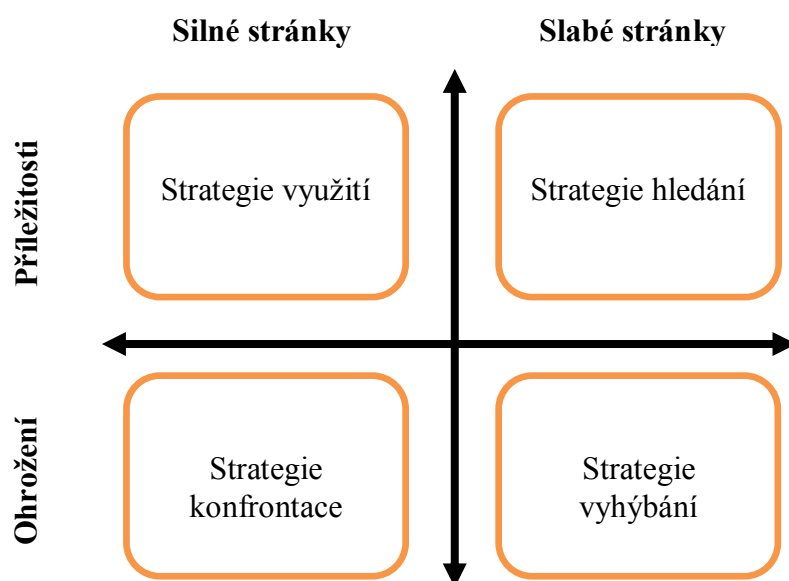 Silné stránky
Slabé stránky
Příležitosti
Strategie využití
Strategie hledání
Ohrožení
Strategie
konfrontace
Strategie
vyhýbání